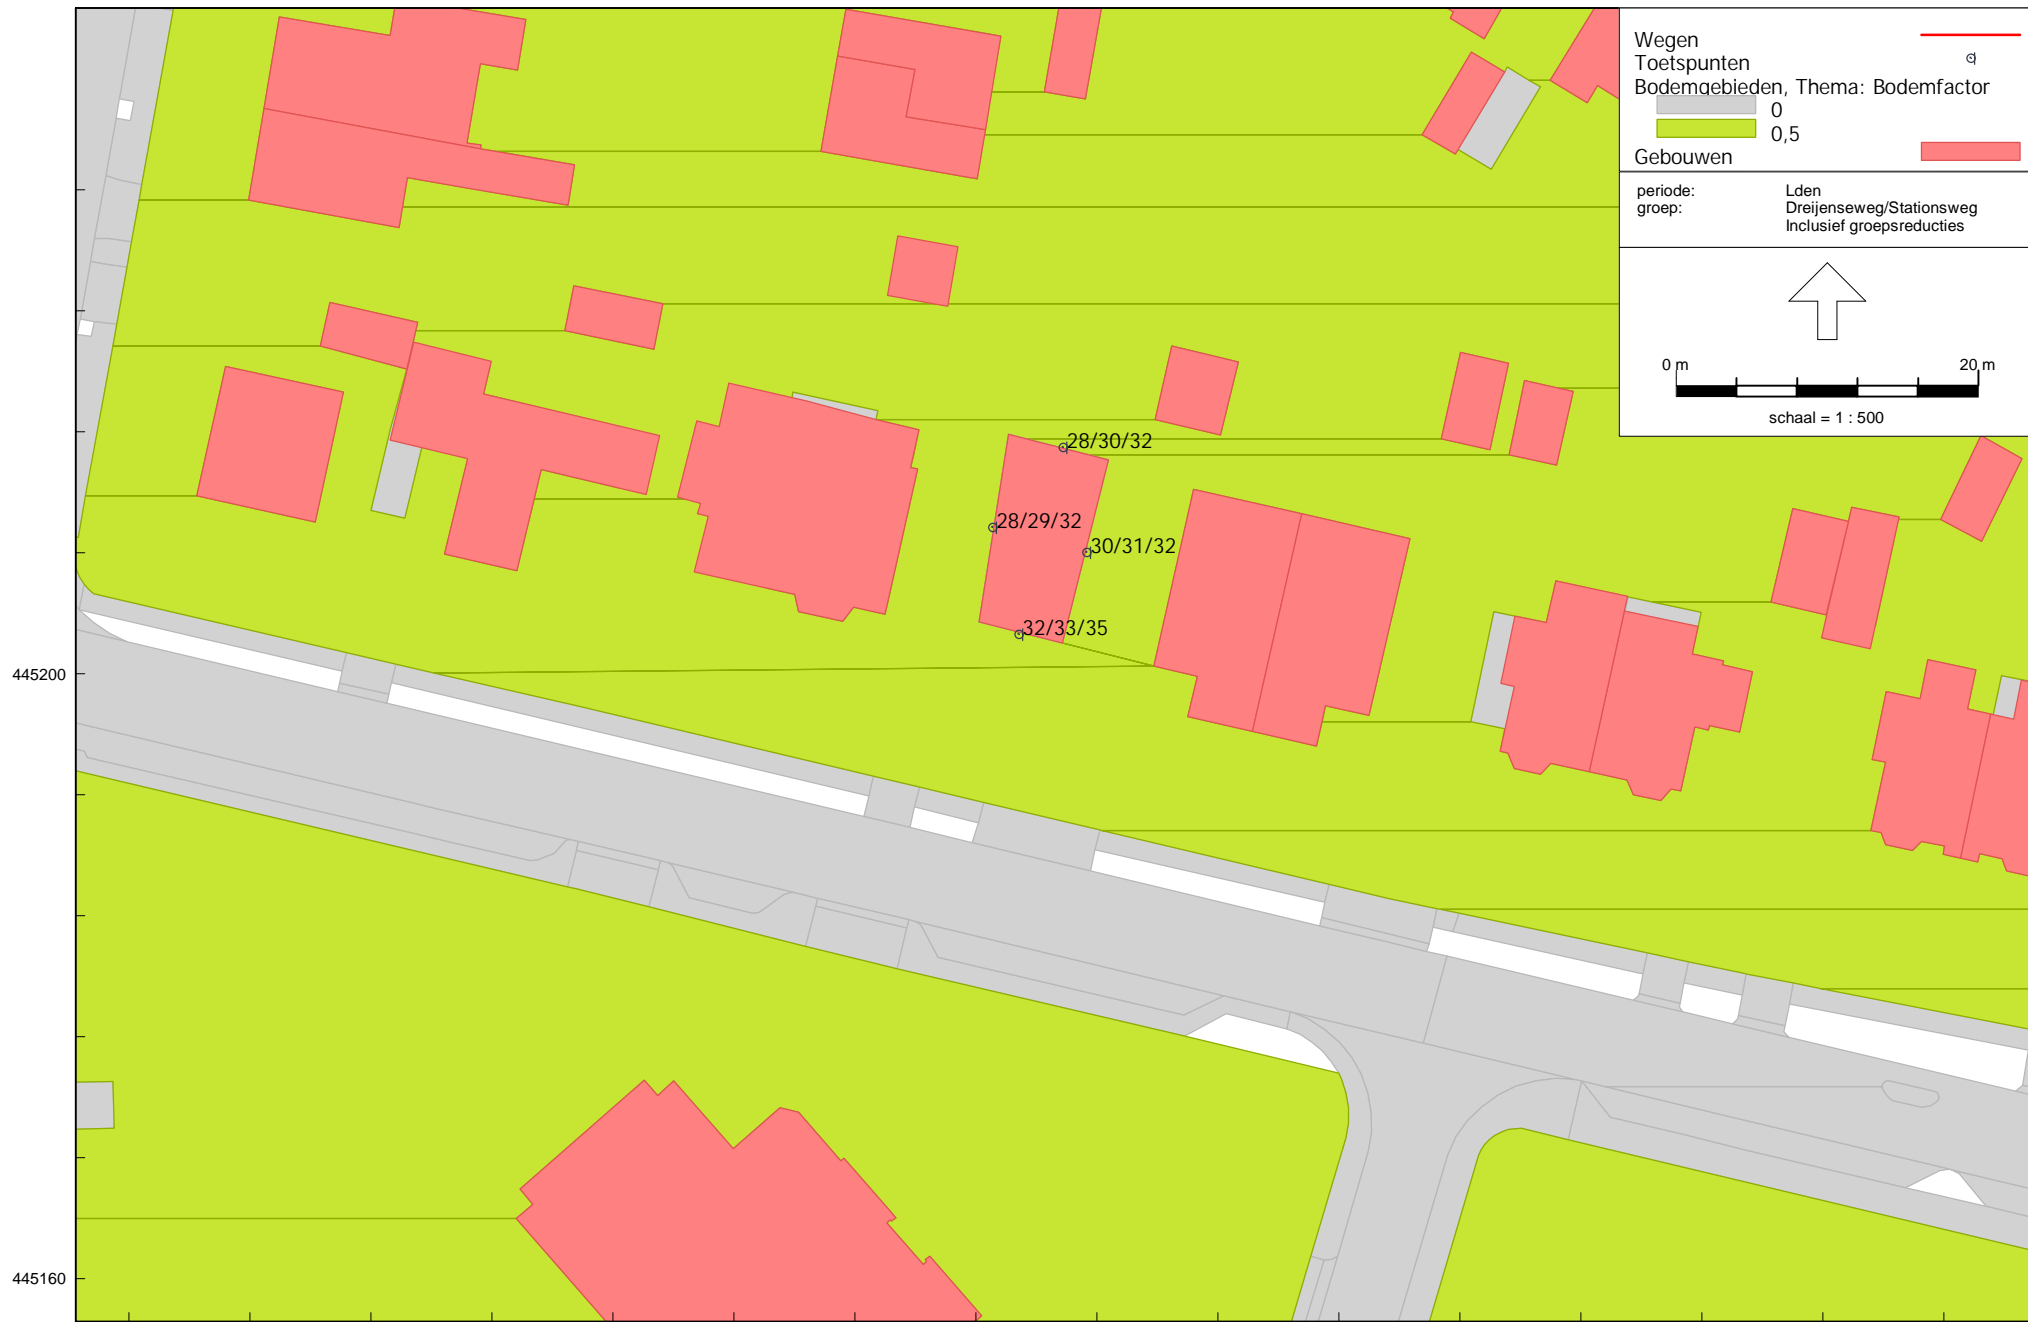 Wegen
Toetspunten
Bodemgebieden, Thema: Bodemfactor
0
0,5
Gebouwen
periode: Lden
groep: Dreijenseweg/Stationsweg
Inclusief groepsreducties
0 m 20 m
schaal = 1 : 500
28/30/32
28/29/32
30/31/32
32/33/35
445200
445160